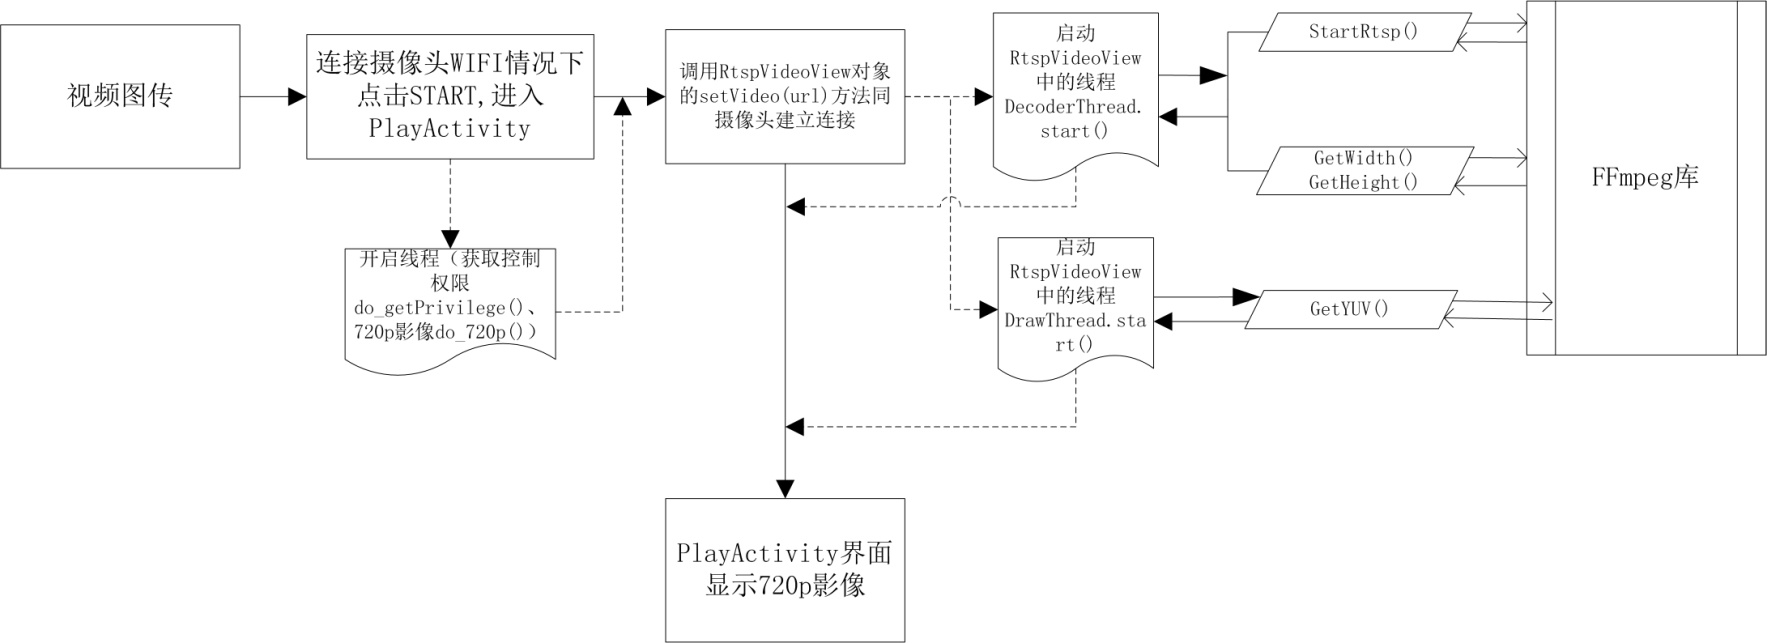 视频图传
连接摄像头WIFI情况下
点击START,进入
PlayActivity
开启线程（获取控制
权限
do_getPrivilege()、
720p影像do_720p()）
调用RtspVideoView对象
的setVideo(url)方法同
摄像头建立连接
启动
RtspVideoView
中的线程
DecoderThread.
start()
StartRtsp()
GetWidth()
GetHeight()
FFmpeg库
启动
RtspVideoView
中的线程
DrawThread.sta
rt()
GetYUV()
PlayActivity界面
显示720p影像